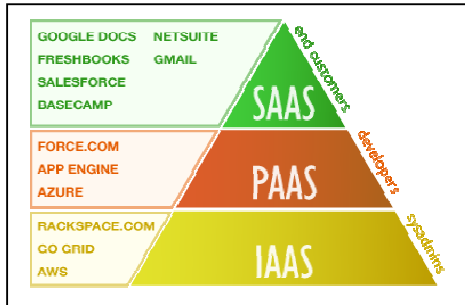 GOOGLE DOCS NETSUITE
FRESHBOOKS GMAIL
SALESFORCE
BASECAMP
SAAS
end customers
FORCE.COM
APP ENGINE
AZURE
PAAS
developers
RACKSPACE.COM
GO GRID
AWS
IAAS
sysadmins